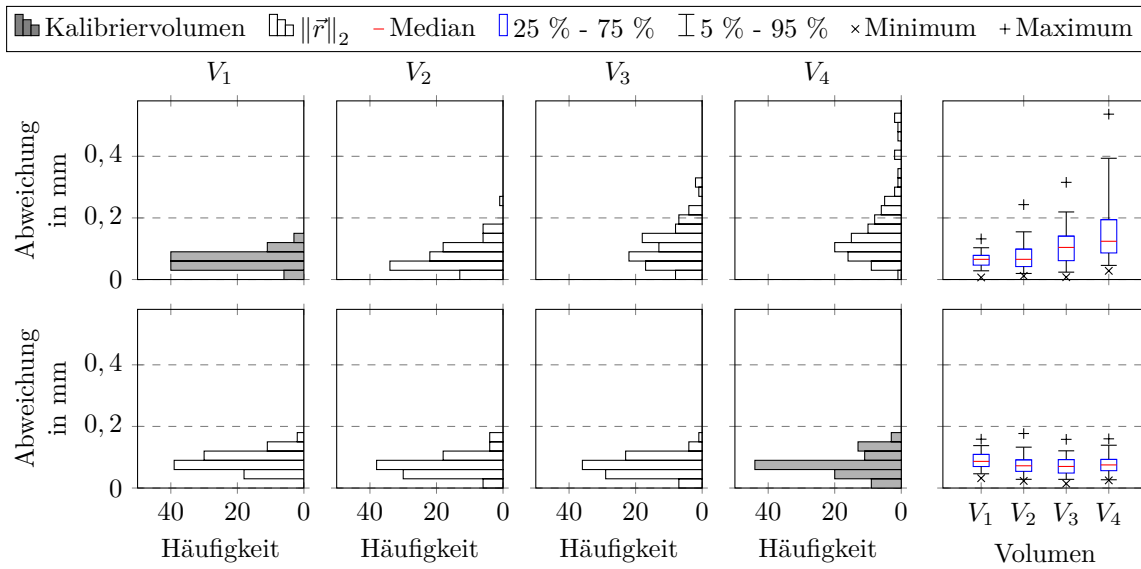 Kalibriervolumen ‖r⃗‖₂ Median 25 % - 75 % 5 % - 95 % Minimum Maximum
V₁ V₂ V₃ V₄
Abweichung
in mm
0,4
0,2
0
Abweichung
in mm
0,4
0,2
0
40 20 0 40 20 0 40 20 0 40 20 0 V₁ V₂ V₃ V₄
Häufigkeit Häufigkeit Häufigkeit Häufigkeit Volumen